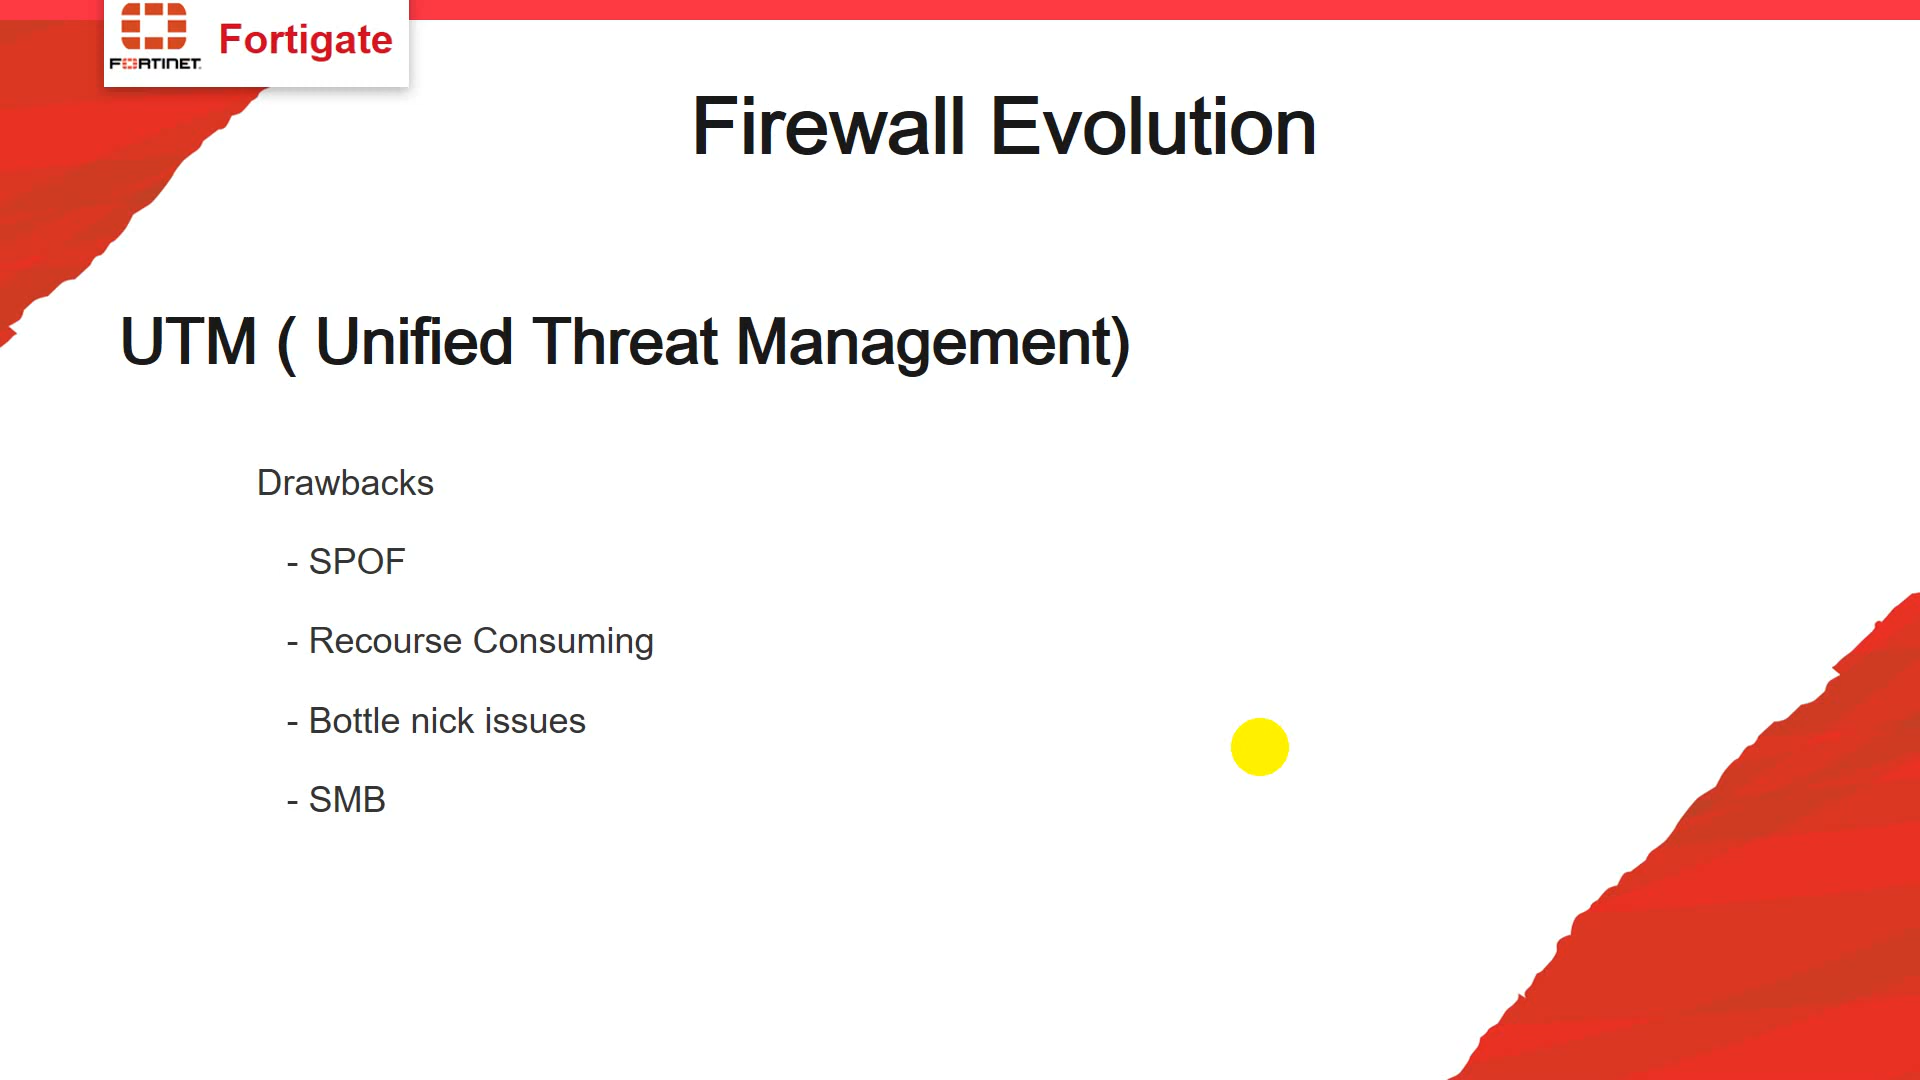 FORTINET
Fortigate
Firewall Evolution
UTM ( Unified Threat Management)
Drawbacks
- SPOF
- Recourse Consuming
- Bottle nick issues
- SMB